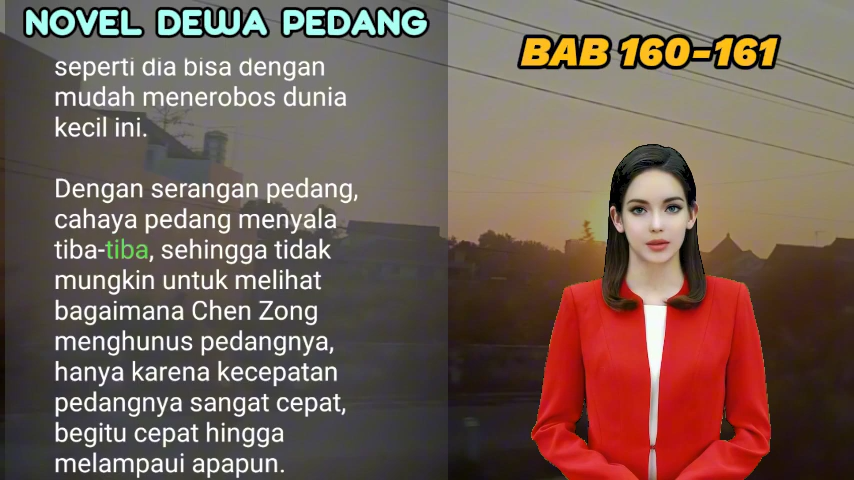 NOVEL DEWA PEDANG
BAB 160-161
seperti dia bisa dengan
mudah menerobos dunia
kecil ini.
Dengan serangan pedang,
cahaya pedang menyala
tiba-tiba, sehingga tidak
mungkin untuk melihat
bagaimana Chen Zong
menghunus pedangnya,
hanya karena kecepatan
pedangnya sangat cepat,
begitu cepat hingga
melampaui apapun.